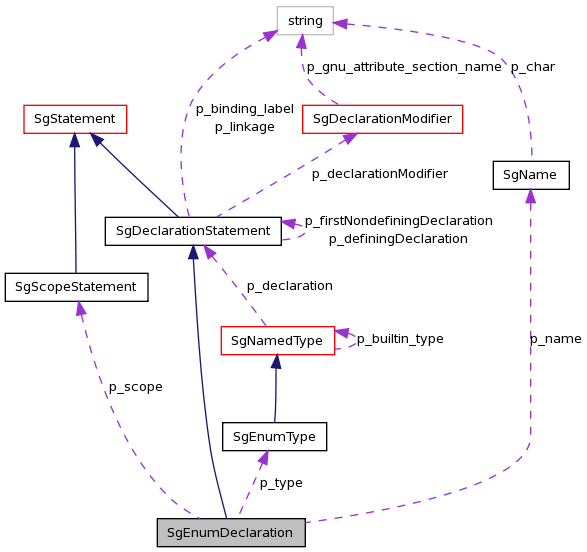 string
p_gnu_attribute_section_name
p_char
p_binding_label
p_linkage
SgStatement
SgDeclarationModifier
p_declarationModifier
SgName
p_firstNondefiningDeclaration
p_definingDeclaration
SgDeclarationStatement
SgScopeStatement
p_declaration
SgNamedType
p_builtin_type
p_name
p_scope
SgEnumType
p_type
SgEnumDeclaration